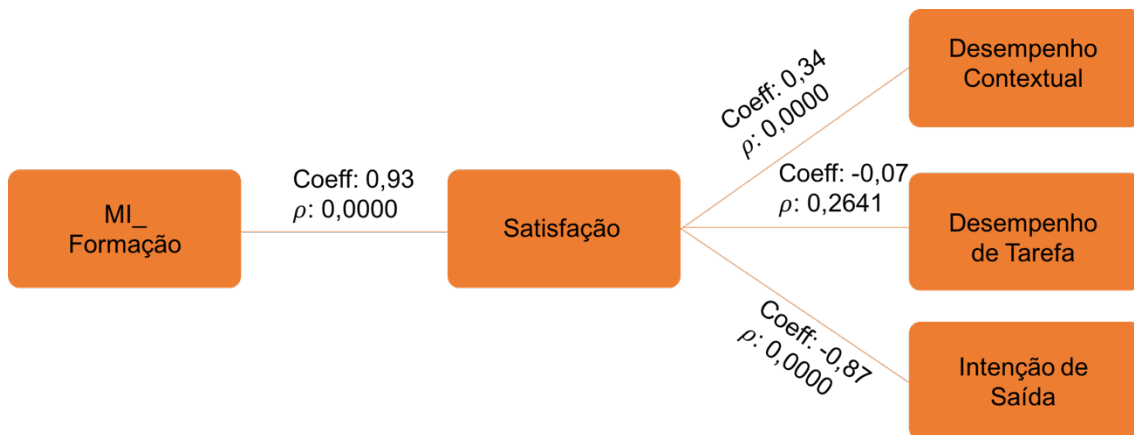 MI_
Formação
Coeff: 0,93
ρ: 0,0000
Satisfação
Coeff: 0,34
ρ: 0,0000
Coeff: -0,07
ρ: 0,2641
Coeff: -0,87
ρ: 0,0000
Desempenho
Contextual
Desempenho
de Tarefa
Intenção de
Saída